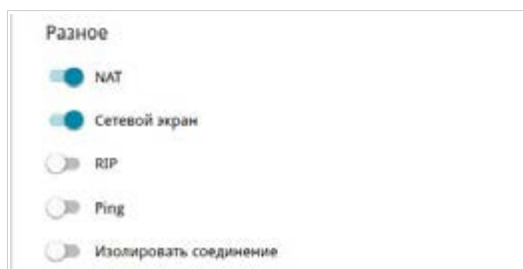 Разное
NAT
Сетевой экран
RIP
Ping
Изолировать соединение